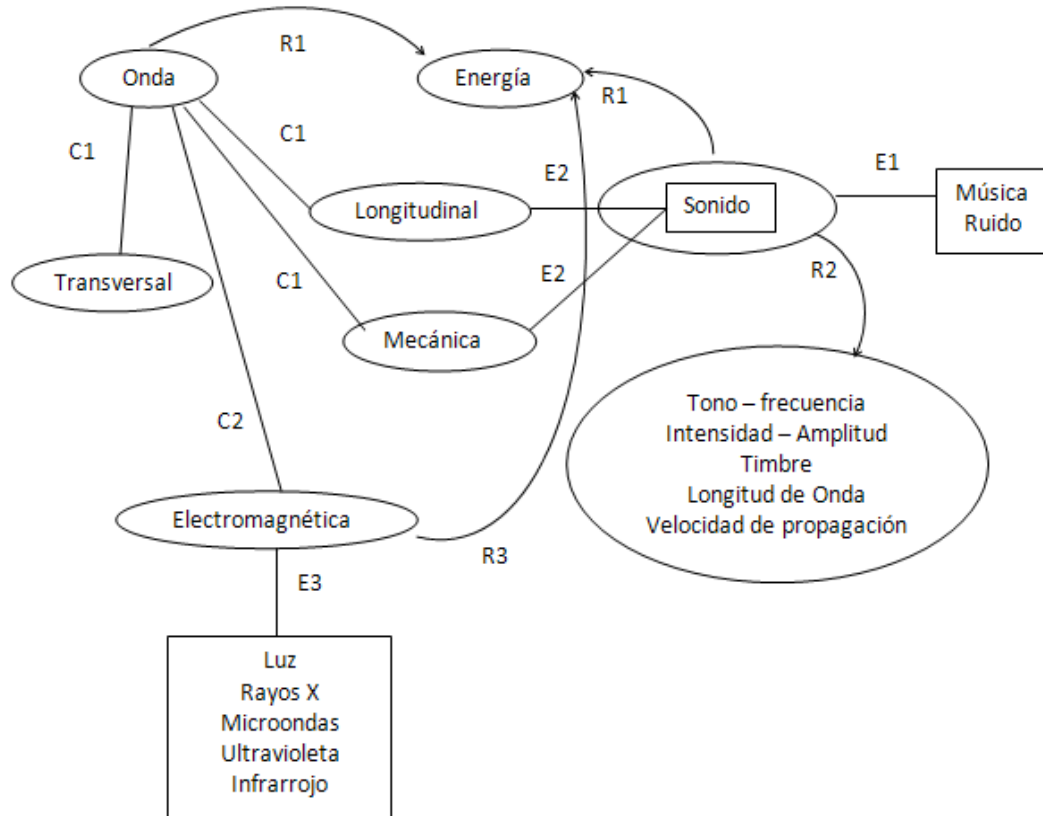 R1
Onda
Energía
R1
C1
C1
E2
E1
Longitudinal
Sonido
Música
Ruido
Transversal
C1
E2
R2
Mecánica
C2
Tono – frecuencia
Intensidad – Amplitud
Timbre
Longitud de Onda
Velocidad de propagación
Electromagnética
R3
E3
Luz
Rayos X
Microondas
Ultravioleta
Infrarrojo